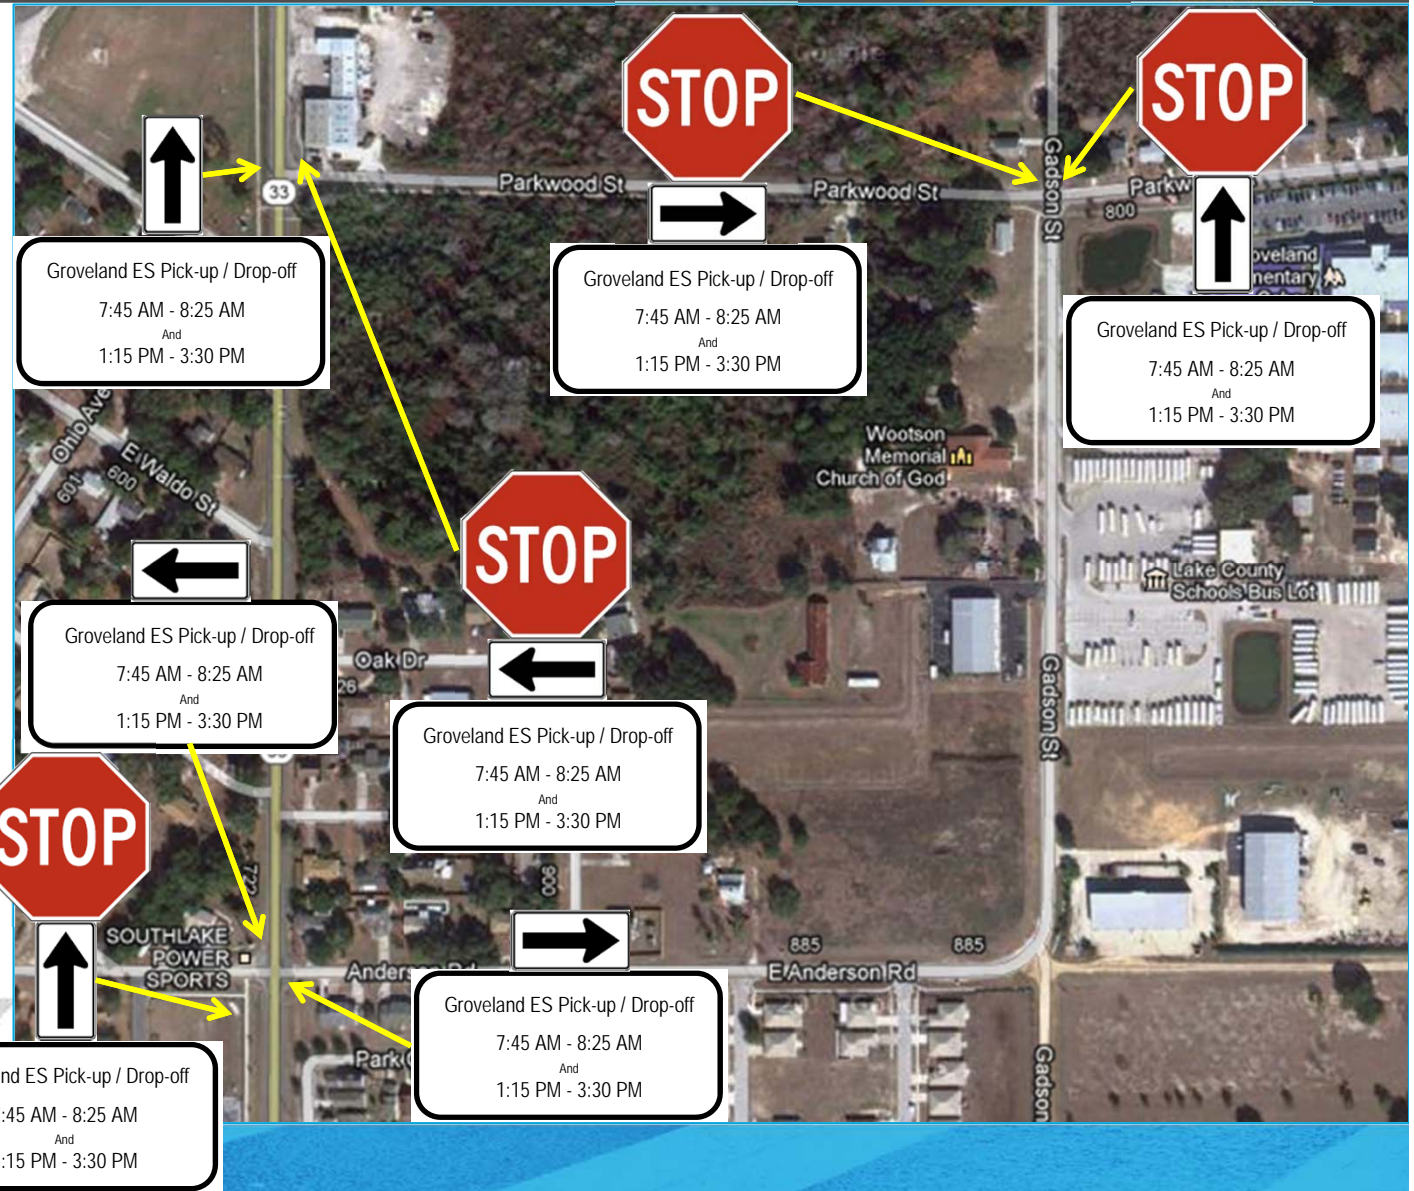 STOP
STOP
33
Parkwood St
Parkwood St
Gadson St
800
Groveland ES Pick-up / Drop-off
7:45 AM - 8:25 AM
And
1:15 PM - 3:30 PM
Groveland ES Pick-up / Drop-off
7:45 AM - 8:25 AM
And
1:15 PM - 3:30 PM
Groveland ES Pick-up / Drop-off
7:45 AM - 8:25 AM
And
1:15 PM - 3:30 PM
Ohio Ave
E Waldo St
601
600
Wootson
Memorial
Church of God
STOP
Lake County
Schools Bus Lot
Groveland ES Pick-up / Drop-off
7:45 AM - 8:25 AM
And
1:15 PM - 3:30 PM
Oak Dr
Gadson St
Groveland ES Pick-up / Drop-off
7:45 AM - 8:25 AM
And
1:15 PM - 3:30 PM
STOP
900
SOUTHLAKE
POWER
SPORTS
885
885
E Anderson Rd
Groveland ES Pick-up / Drop-off
7:45 AM - 8:25 AM
And
1:15 PM - 3:30 PM
Park
Gadson
nd ES Pick-up / Drop-off
:45 AM - 8:25 AM
And
:15 PM - 3:30 PM